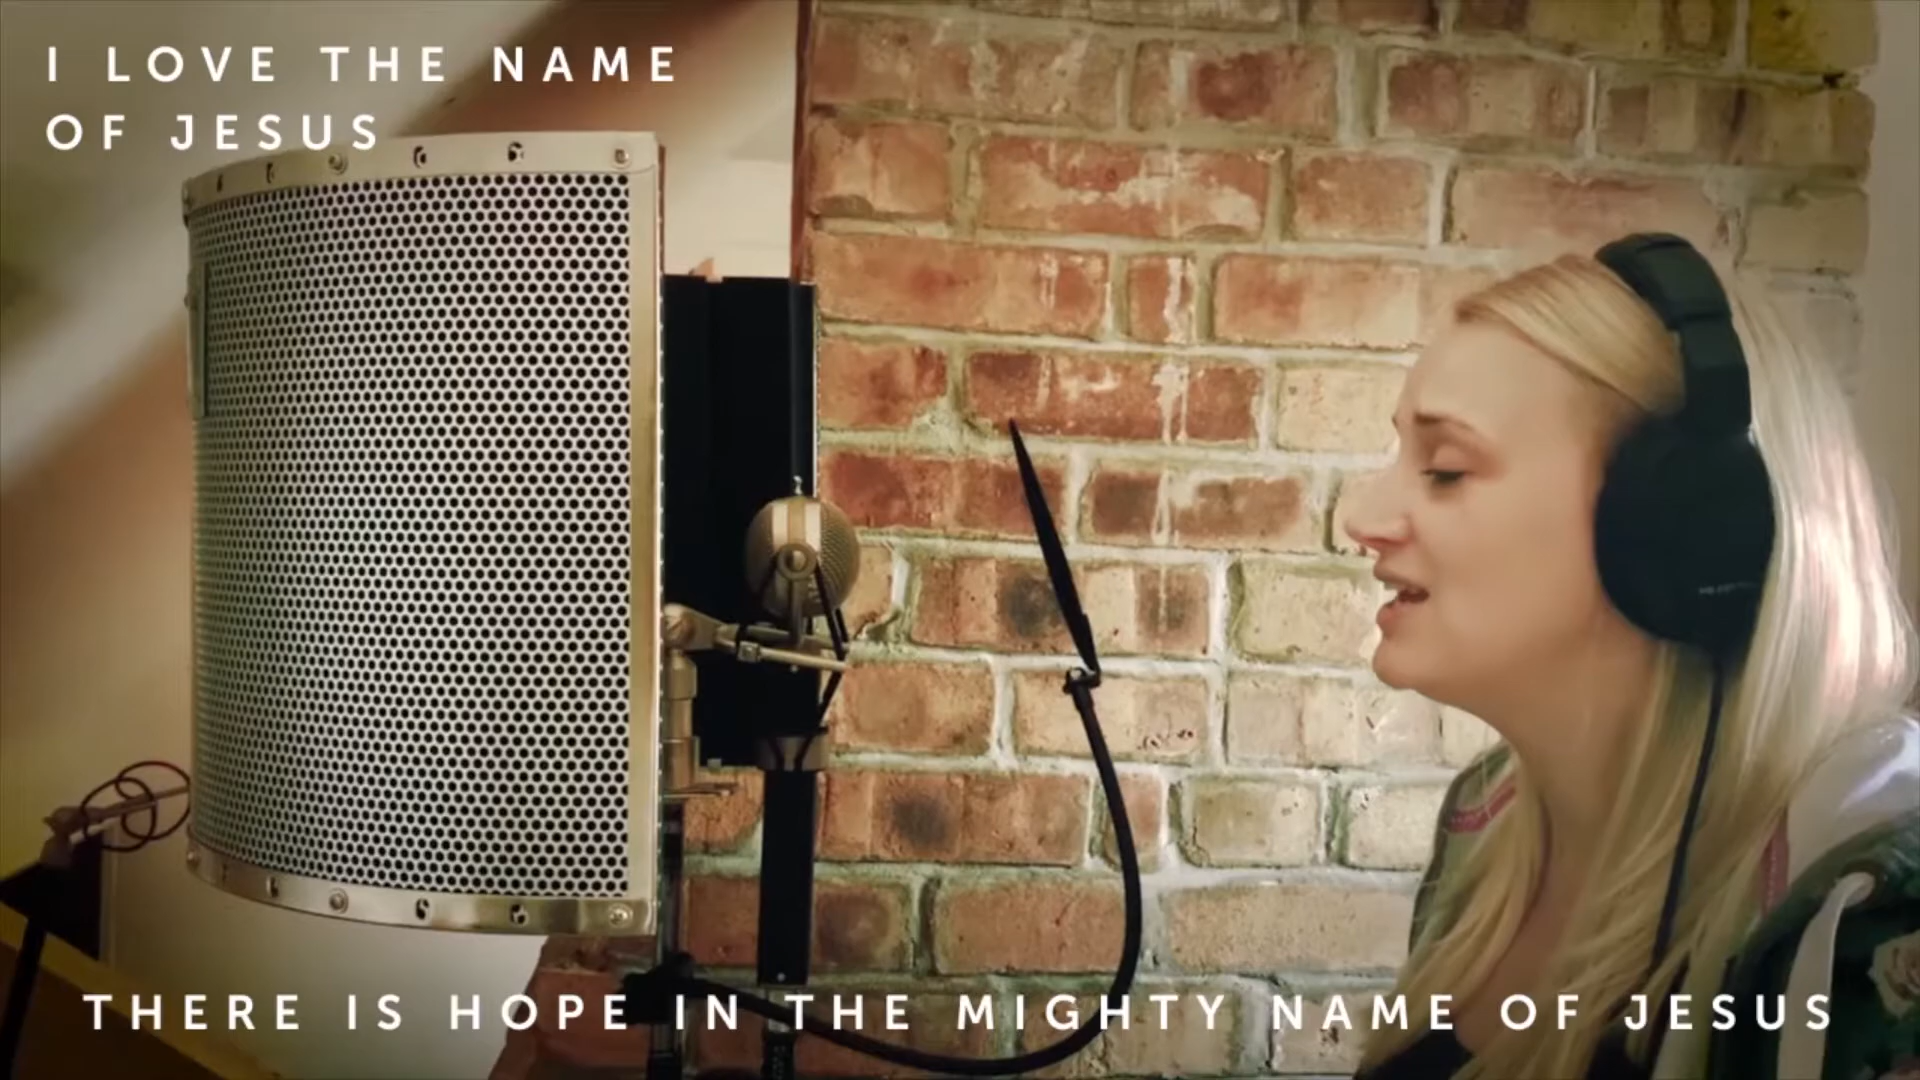 I LOVE THE NAME
OF JESUS
THERE IS HOPE IN THE MIGHTY NAME OF JESUS